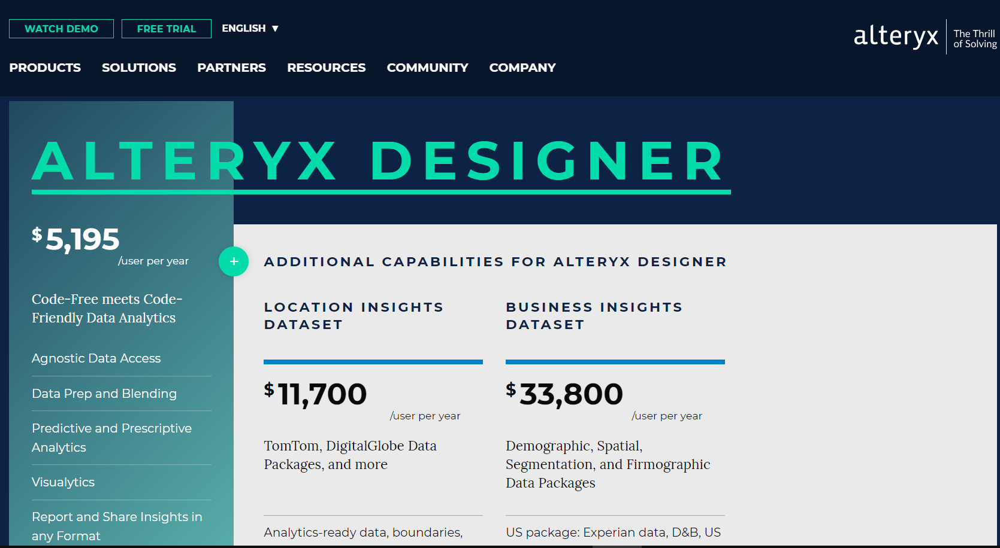 WATCH DEMO
FREE TRIAL
ENGLISH ▼
alteryx
The Thrill
of Solving
PRODUCTS
SOLUTIONS
PARTNERS
RESOURCES
COMMUNITY
COMPANY
ALTERYX DESIGNER
$5,195
/user per year
Code-Free meets Code-
Friendly Data Analytics
Agnostic Data Access
Data Prep and Blending
Predictive and Prescriptive
Analytics
Visualytics
Report and Share Insights in
any Format
+
ADDITIONAL CAPABILITIES FOR ALTERYX DESIGNER
LOCATION INSIGHTS
DATASET
$11,700
/user per year
TomTom, DigitalGlobe Data
Packages, and more
Analytics-ready data, boundaries,
BUSINESS INSIGHTS
DATASET
$33,800
/user per year
Demographic, Spatial,
Segmentation, and Firmographic
Data Packages
US package: Experian data, D&B, US